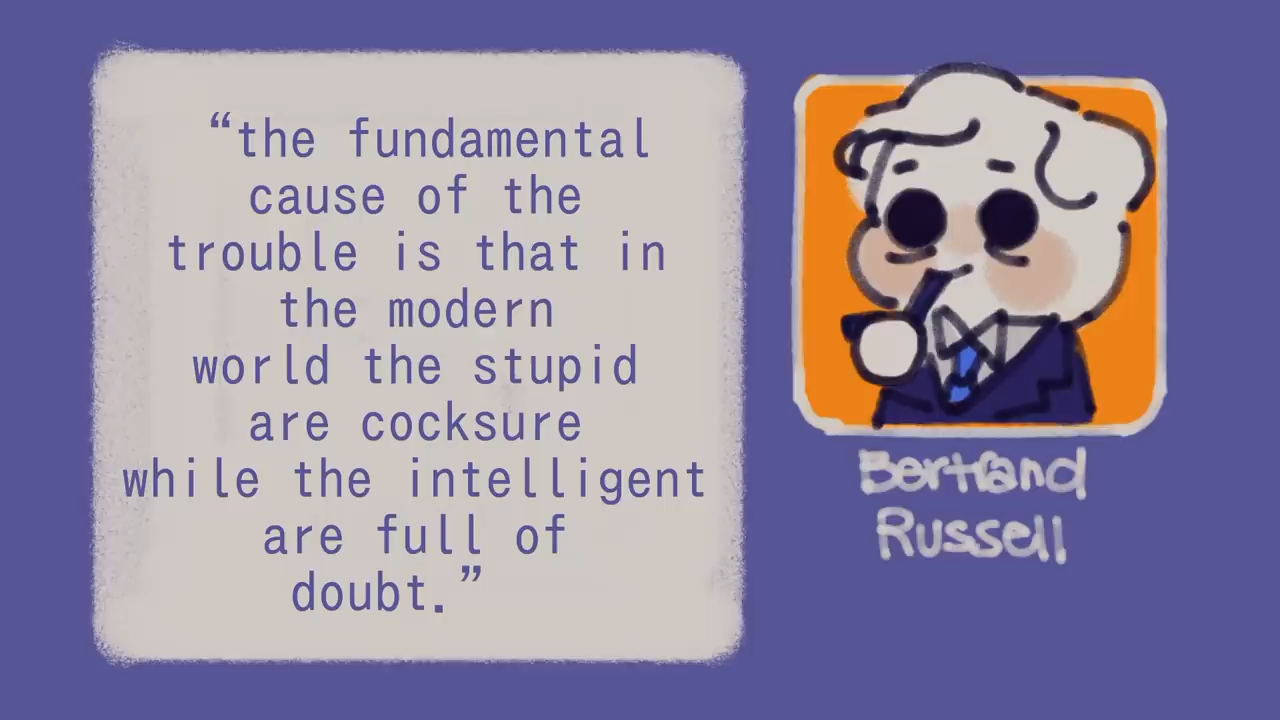 “the fundamental
cause of the
trouble is that in
the modern
world the stupid
are cocksure
while the intelligent
are full of
doubt.”
Bertrand
Russell